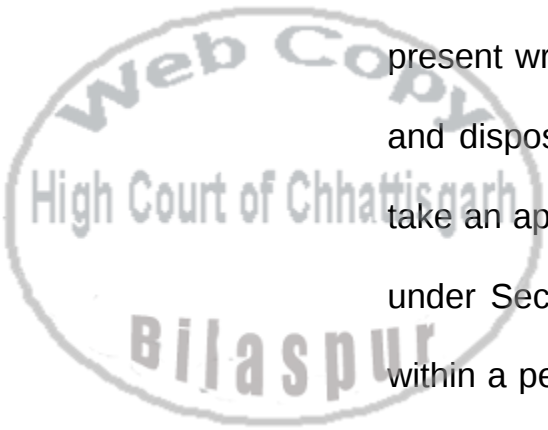 Web Copy
present wr
and dispos
High Court of Chhattisgarh
take an ap
under Sec
Bilaspur
within a pe